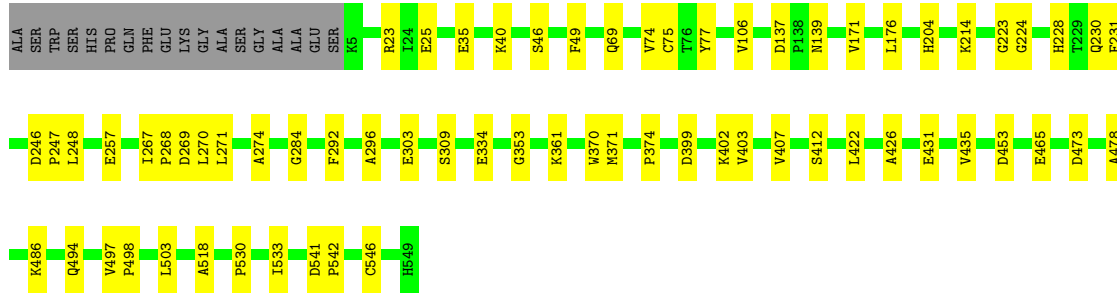 ALA SER TRP SER HIS PRO GLN PHE GLU LYS GLY ALA SER GLY ALA ALA GLU SER K5 R23 I24 E25 E35 K40 S46 F49 Q69 V74 C75 T76 Y77 V106 D137 P138 N139 V171 L176 H204 K214 G223 G224 H228 T229 Q230 F231
D246 P247 L248 E257 I267 P268 D269 L270 L271 A274 G284 F292 A296 E303 S309 E334 G353 K361 W370 M371 P374 D399 K402 V403 V407 S412 L422 A426 E431 V435 D453 E465 D473 A478
K486 Q494 V497 P498 L503 A518 P530 I533 D541 P542 C546 H549